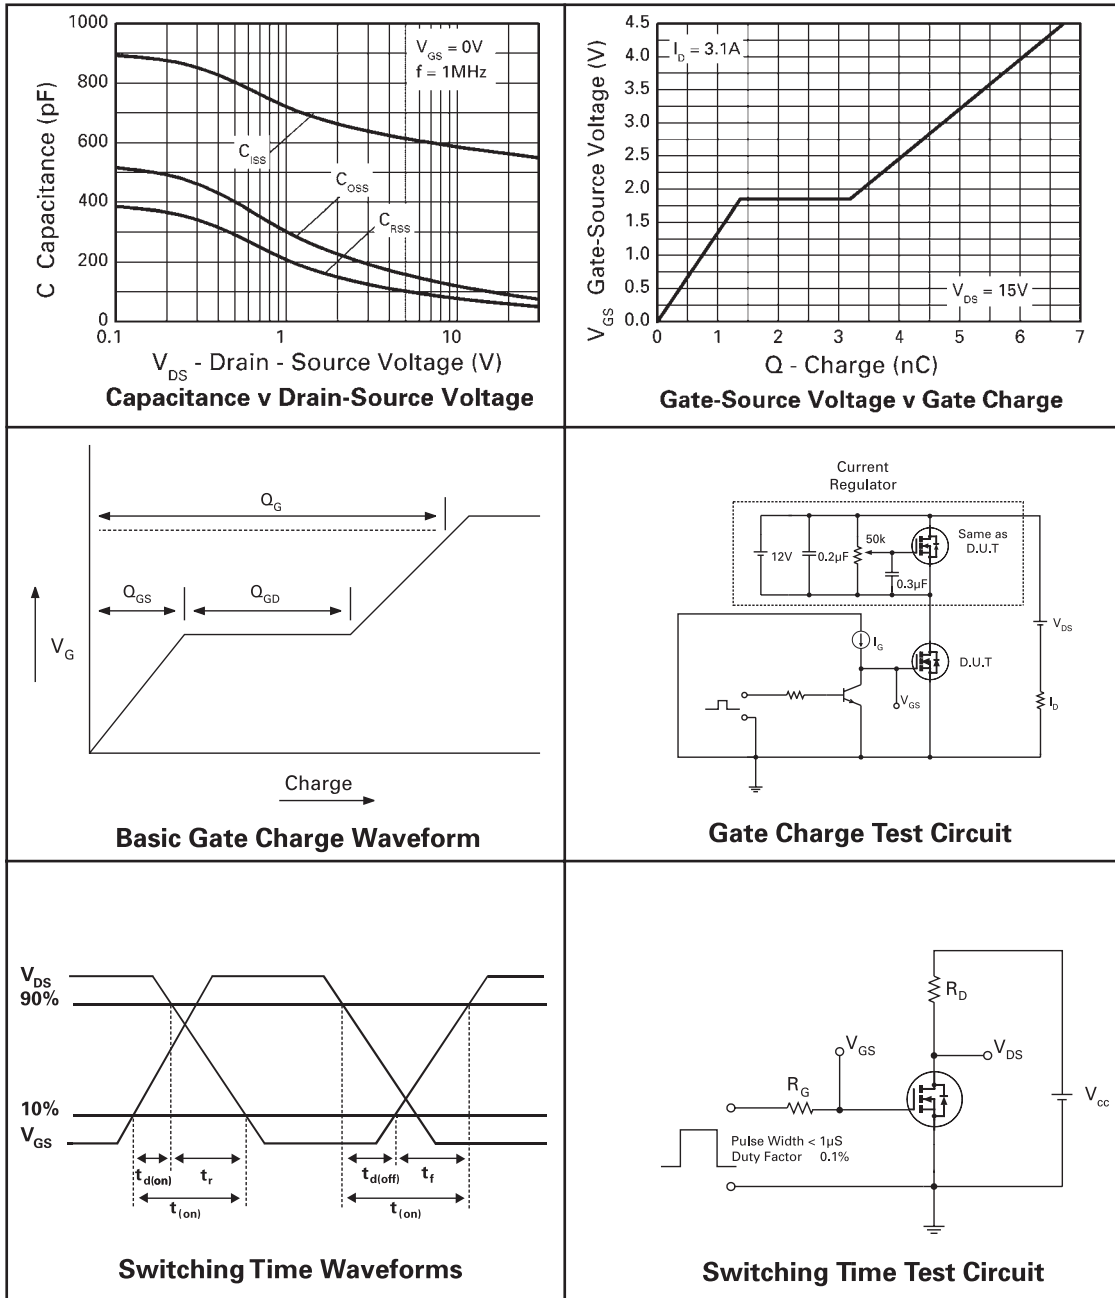 1000
800
600
400
200
0
0.1
1
10
C Capacitance (pF)
V_GS = 0V
f = 1MHz
C_ISS
C_OSS
C_RSS
V_DS - Drain - Source Voltage (V)
Capacitance v Drain-Source Voltage
4.5
4.0
3.5
3.0
2.5
2.0
1.5
1.0
0.5
0.0
0
1
2
3
4
5
6
7
V_GS Gate-Source Voltage (V)
I_D = 3.1A
V_DS = 15V
Q - Charge (nC)
Gate-Source Voltage v Gate Charge
Q_G
Q_GS
Q_GD
V_G
Charge
Basic Gate Charge Waveform
Current
Regulator
12V
0.2µF
50k
0.3µF
Same as
D.U.T
I_G
V_DS
D.U.T
V_GS
I_D
Gate Charge Test Circuit
V_DS
90%
10%
V_GS
t_d(on)
t_r
t_d(off)
t_f
t_(on)
t_(on)
Switching Time Waveforms
R_D
V_GS
V_DS
R_G
V_cc
Pulse Width < 1µS
Duty Factor 0.1%
Switching Time Test Circuit